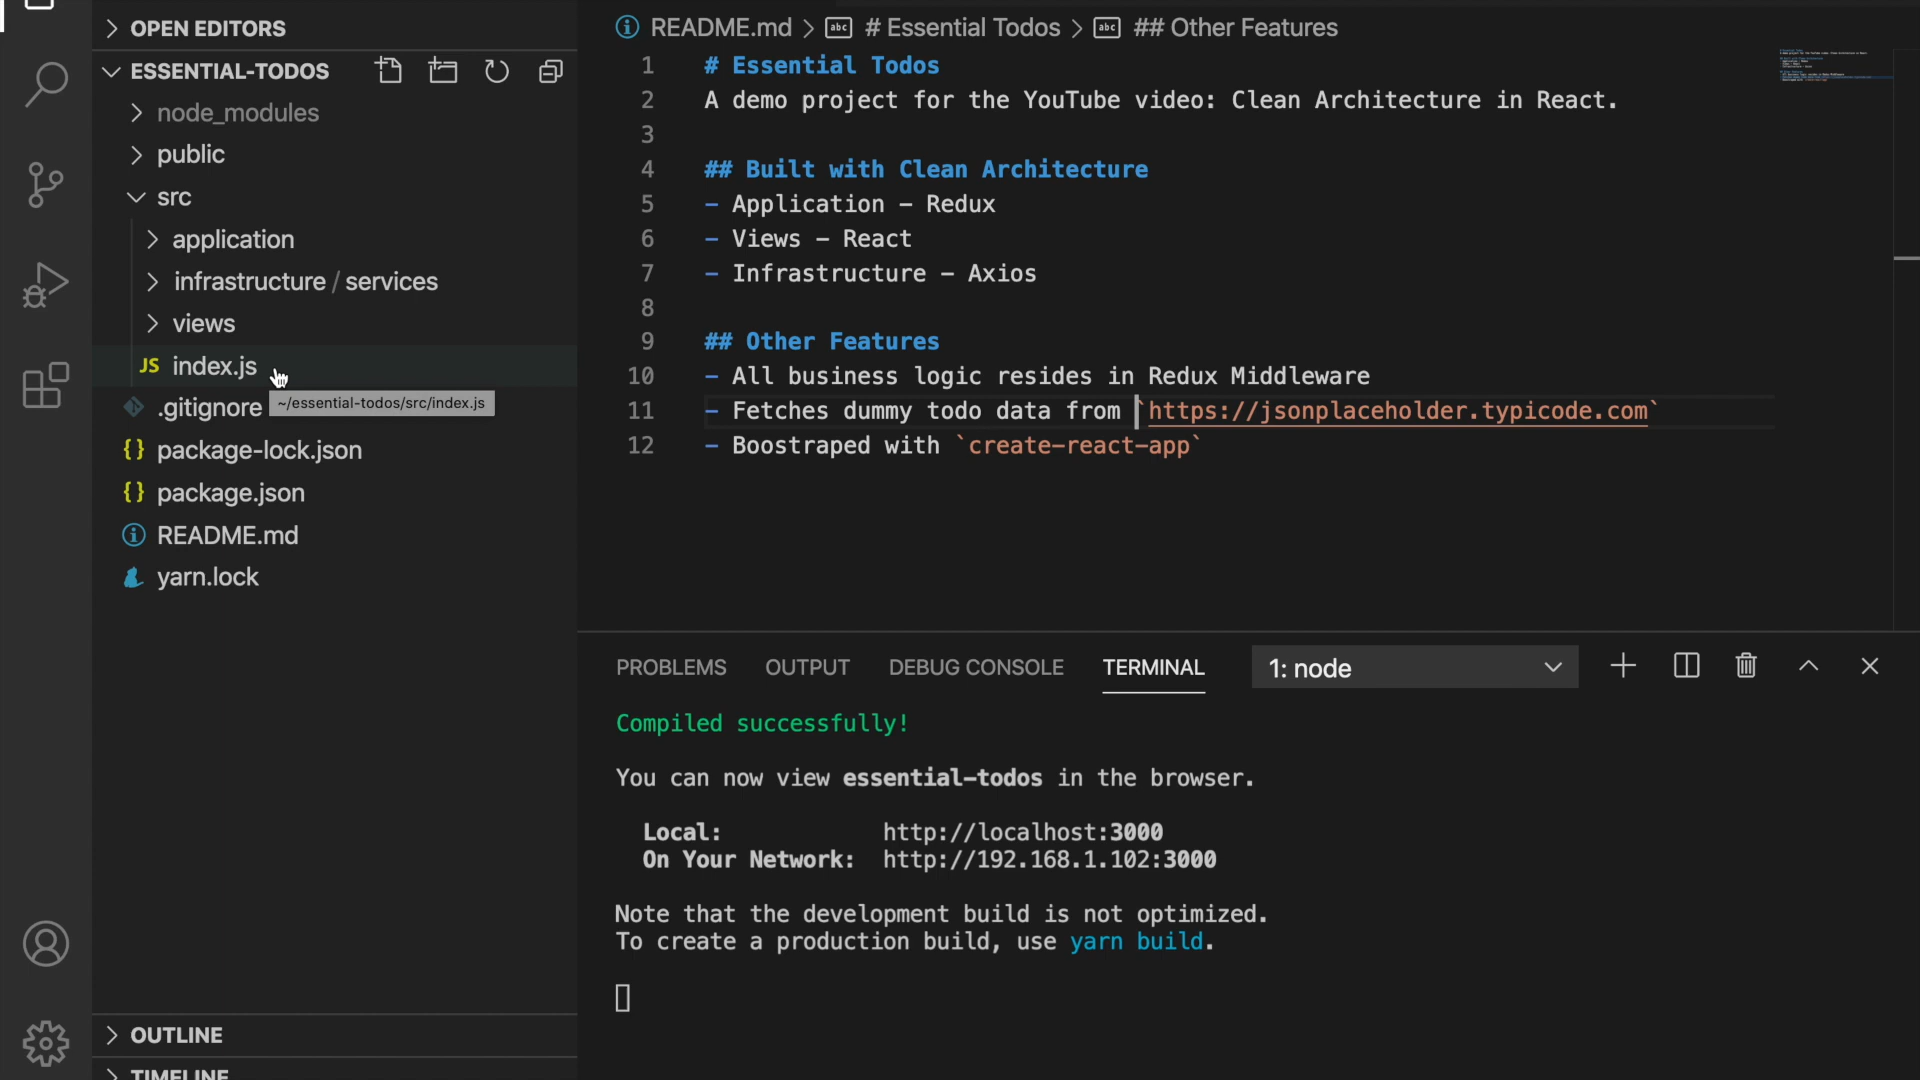 OPEN EDITORS
ESSENTIAL-TODOS
node_modules
public
src
application
infrastructure / services
views
JS index.js
~/essential-todos/src/index.js
.gitignore
{} package-lock.json
{} package.json
README.md
yarn.lock
OUTLINE
TIMELINE
README.md > abc # Essential Todos > abc ## Other Features
1 # Essential Todos
2 A demo project for the YouTube video: Clean Architecture in React.
3
4 ## Built with Clean Architecture
5 - Application - Redux
6 - Views - React
7 - Infrastructure - Axios
8
9 ## Other Features
10 - All business logic resides in Redux Middleware
11 - Fetches dummy todo data from `https://jsonplaceholder.typicode.com`
12 - Boostraped with `create-react-app`
PROBLEMS OUTPUT DEBUG CONSOLE TERMINAL 1: node
Compiled successfully!
You can now view essential-todos in the browser.
Local: http://localhost:3000
On Your Network: http://192.168.1.102:3000
Note that the development build is not optimized.
To create a production build, use yarn build.